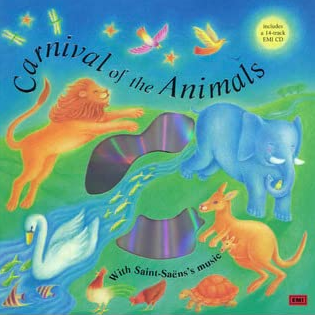 includes
a 14-track
EMI CD
Carnival of the Animals
With Saint-Saëns's music
EMI